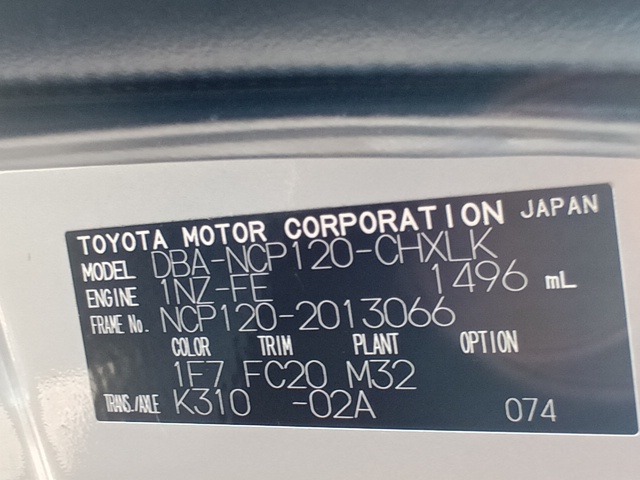 TOYOTA MOTOR CORPORATION JAPAN
MODEL DBA-NCP120-CHXLK
ENGINE 1NZ-FE 1496 mL
FRAME No. NCP120-2013066
COLOR TRIM PLANT OPTION
1F7 FC20 M32
TRANS./AXLE K310 -02A 074